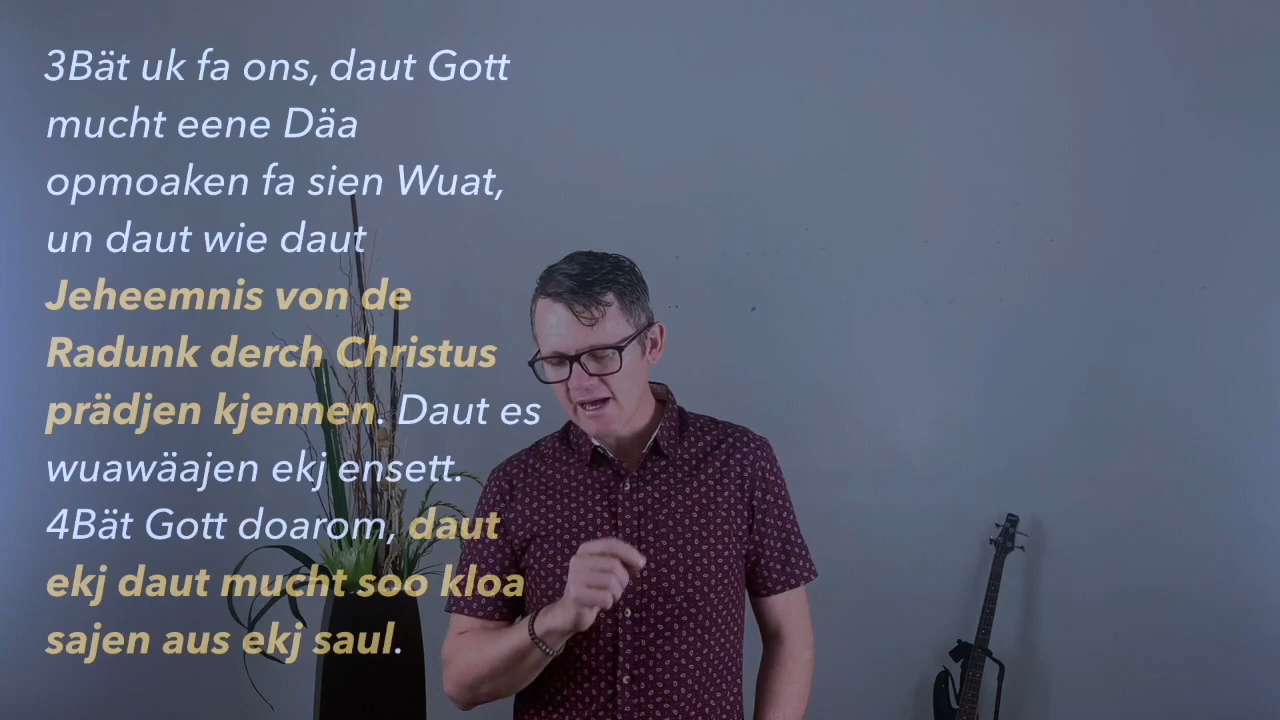 3Bät uk fa ons, daut Gott
mucht eene Däa
opmoaken fa sien Wuat,
un daut wie daut
Jeheemnis von de
Radunk derch Christus
prädjen kjennen. Daut es
wuawäajen ekj ensett.
4Bät Gott doarom, daut
ekj daut mucht soo kloa
sajen aus ekj saul.